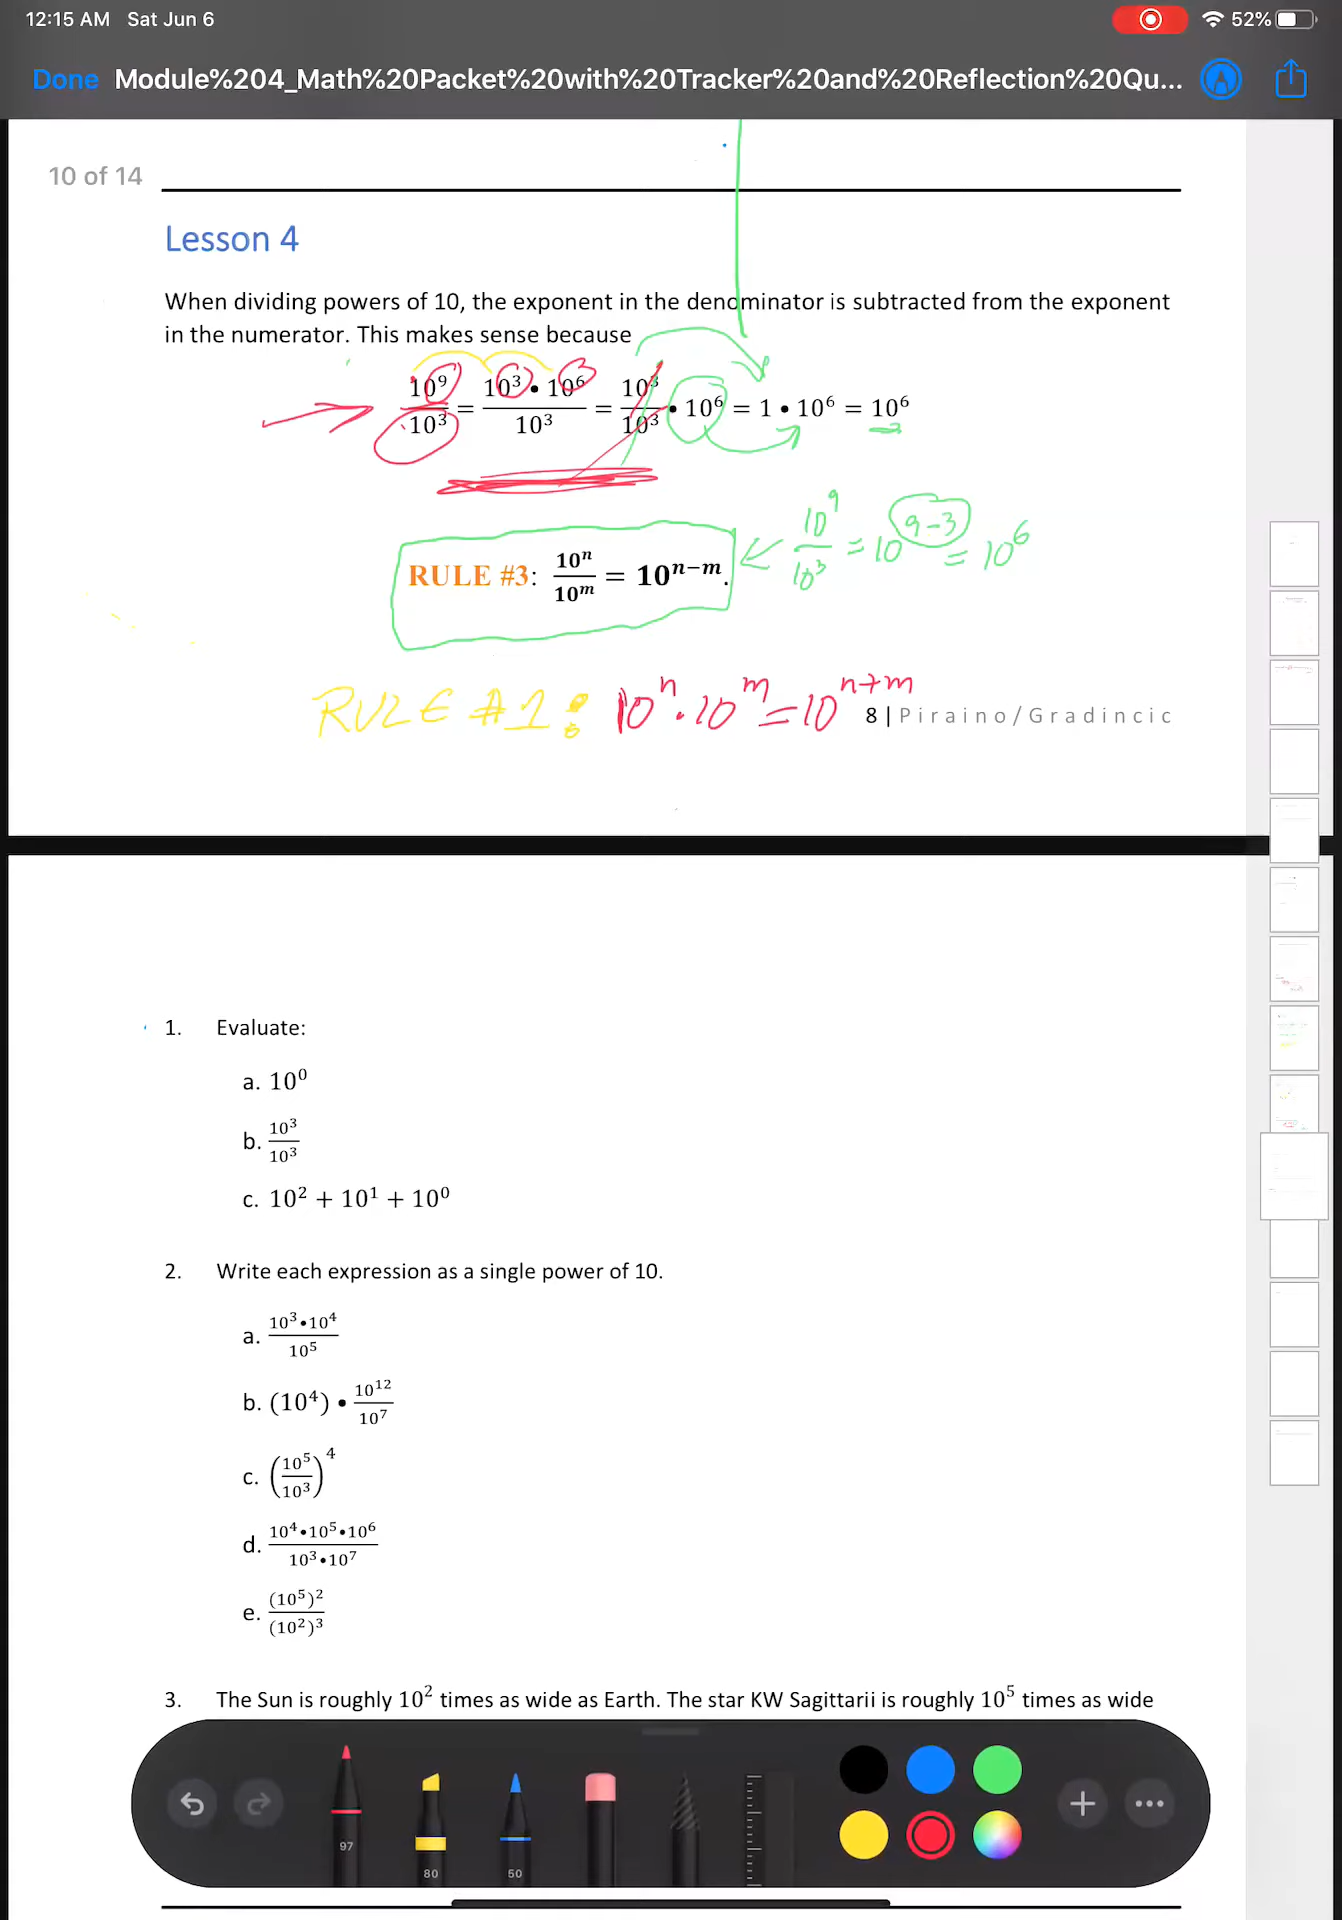 12:15 AM Sat Jun 6 52%
Done Module%204_Math%20Packet%20with%20Tracker%20and%20Reflection%20Qu...
10 of 14
Lesson 4
When dividing powers of 10, the exponent in the denominator is subtracted from the exponent
in the numerator. This makes sense because
10⁹/10³ = 10³ • 10⁶/10³ = 10³/10³ • 10⁶ = 1 • 10⁶ = 10⁶
10⁹/10³ = 10⁹⁻³ = 10⁶
RULE #3: 10ⁿ/10ᵐ = 10ⁿ⁻ᵐ.
RULE #1: 10ⁿ · 10ᵐ = 10ⁿ⁺ᵐ
8 | Piraino/Gradincic
1. Evaluate:
a. 10⁰
b. 10³/10³
c. 10² + 10¹ + 10⁰
2. Write each expression as a single power of 10.
a. 10³•10⁴/10⁵
b. (10⁴) • 10¹²/10⁷
c. (10⁵/10³)⁴
d. 10⁴•10⁵•10⁶/10³•10⁷
e. (10⁵)²/(10²)³
3. The Sun is roughly 10² times as wide as Earth. The star KW Sagittarii is roughly 10⁵ times as wide
97
80
50